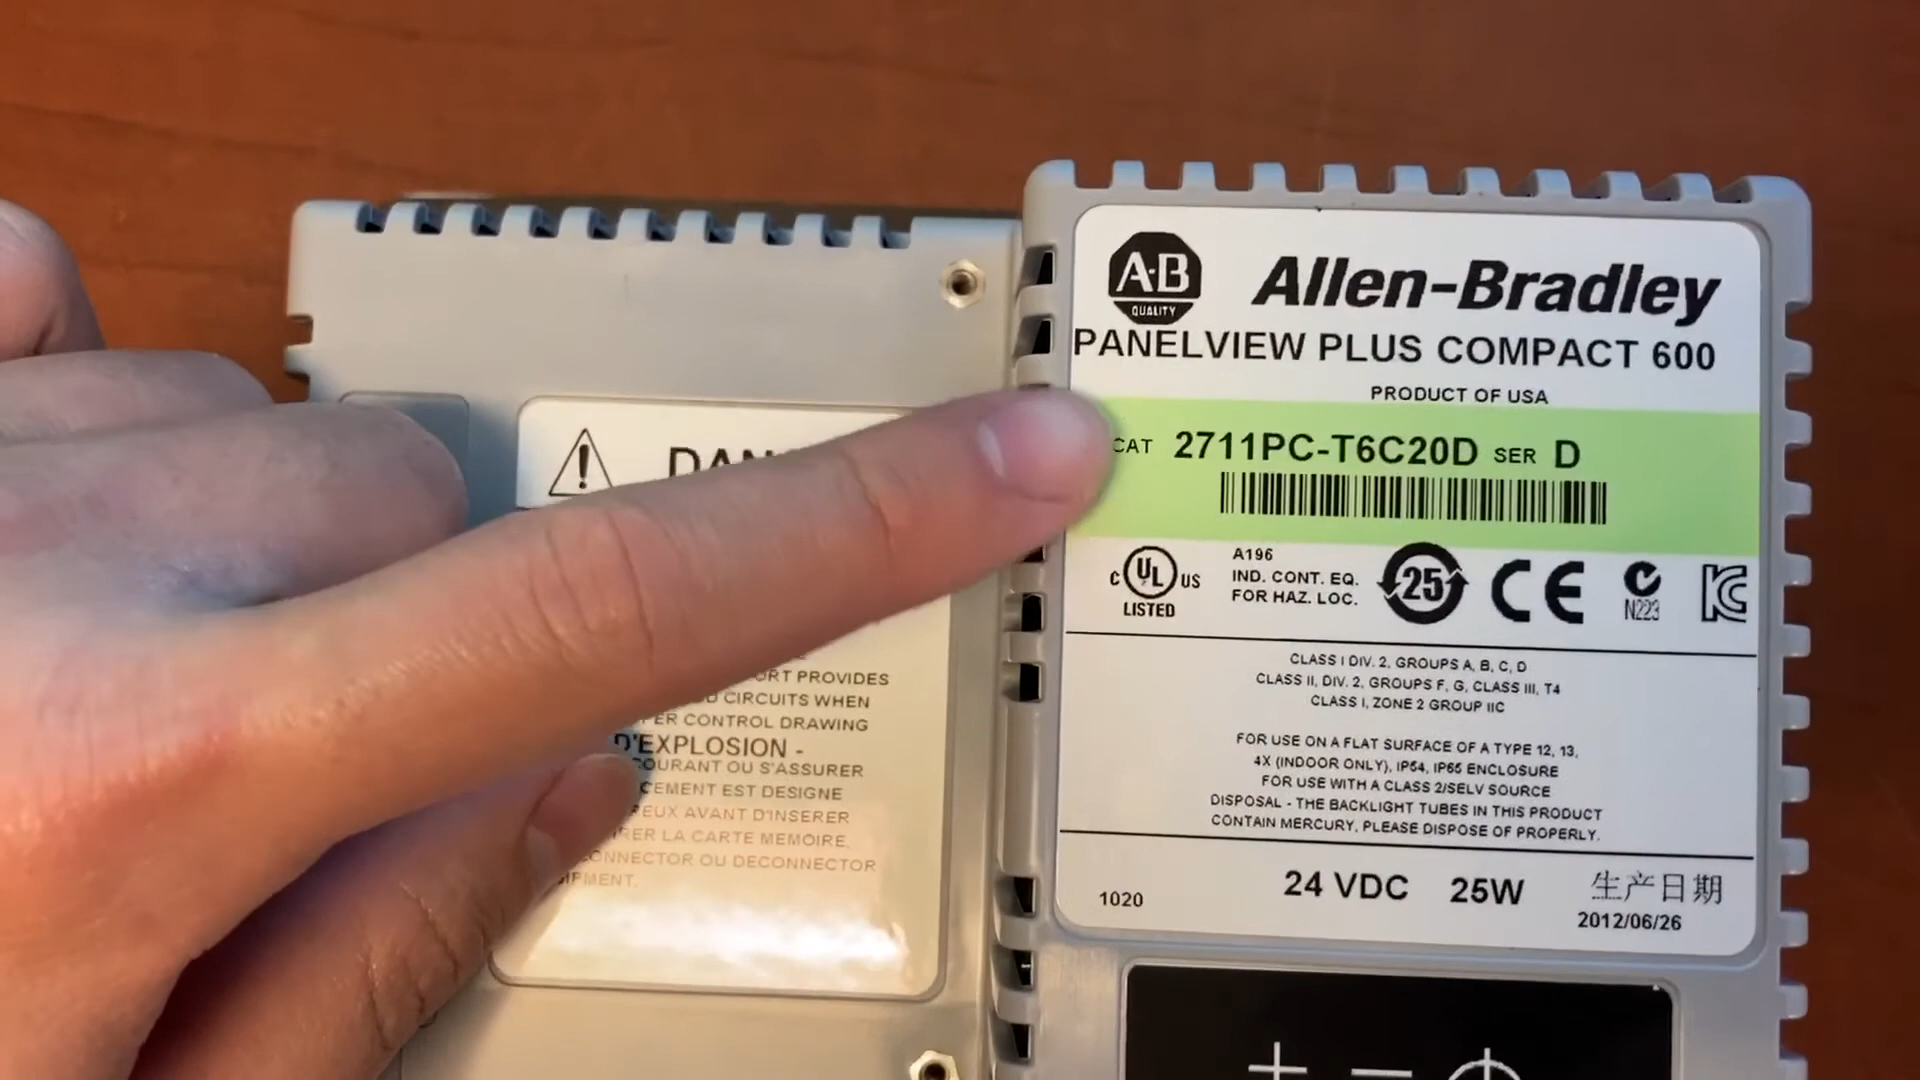 A-B
QUALITY
Allen-Bradley
PANELVIEW PLUS COMPACT 600
PRODUCT OF USA
CAT 2711PC-T6C20D SER D
C UL US
LISTED
A196
IND. CONT. EQ.
FOR HAZ. LOC.
25
CE
N223
KC
CLASS I DIV. 2, GROUPS A, B, C, D
CLASS II, DIV. 2, GROUPS F, G, CLASS III, T4
CLASS I, ZONE 2 GROUP IIC
FOR USE ON A FLAT SURFACE OF A TYPE 12, 13,
4X (INDOOR ONLY), IP54, IP65 ENCLOSURE
FOR USE WITH A CLASS 2/SELV SOURCE
DISPOSAL - THE BACKLIGHT TUBES IN THIS PRODUCT
CONTAIN MERCURY, PLEASE DISPOSE OF PROPERLY.
1020
24 VDC 25W
生产日期
2012/06/26
PROVIDES
CIRCUITS WHEN
CONTROL DRAWING
D'EXPLOSION -
COURANT OU S'ASSURER
EST DESIGNE
AVANT D'INSERER
LA CARTE MEMOIRE,
OU DECONNECTOR